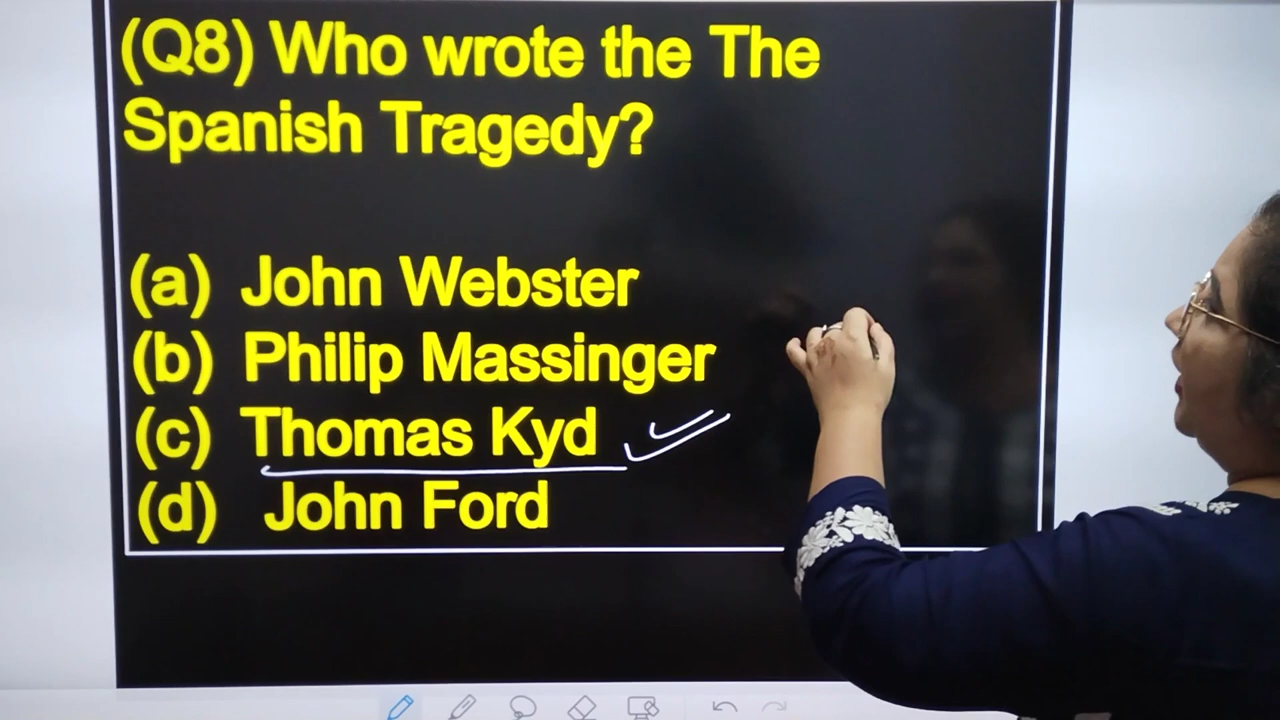 (Q8) Who wrote the The
Spanish Tragedy?
(a) John Webster
(b) Philip Massinger
(c) Thomas Kyd
(d) John Ford